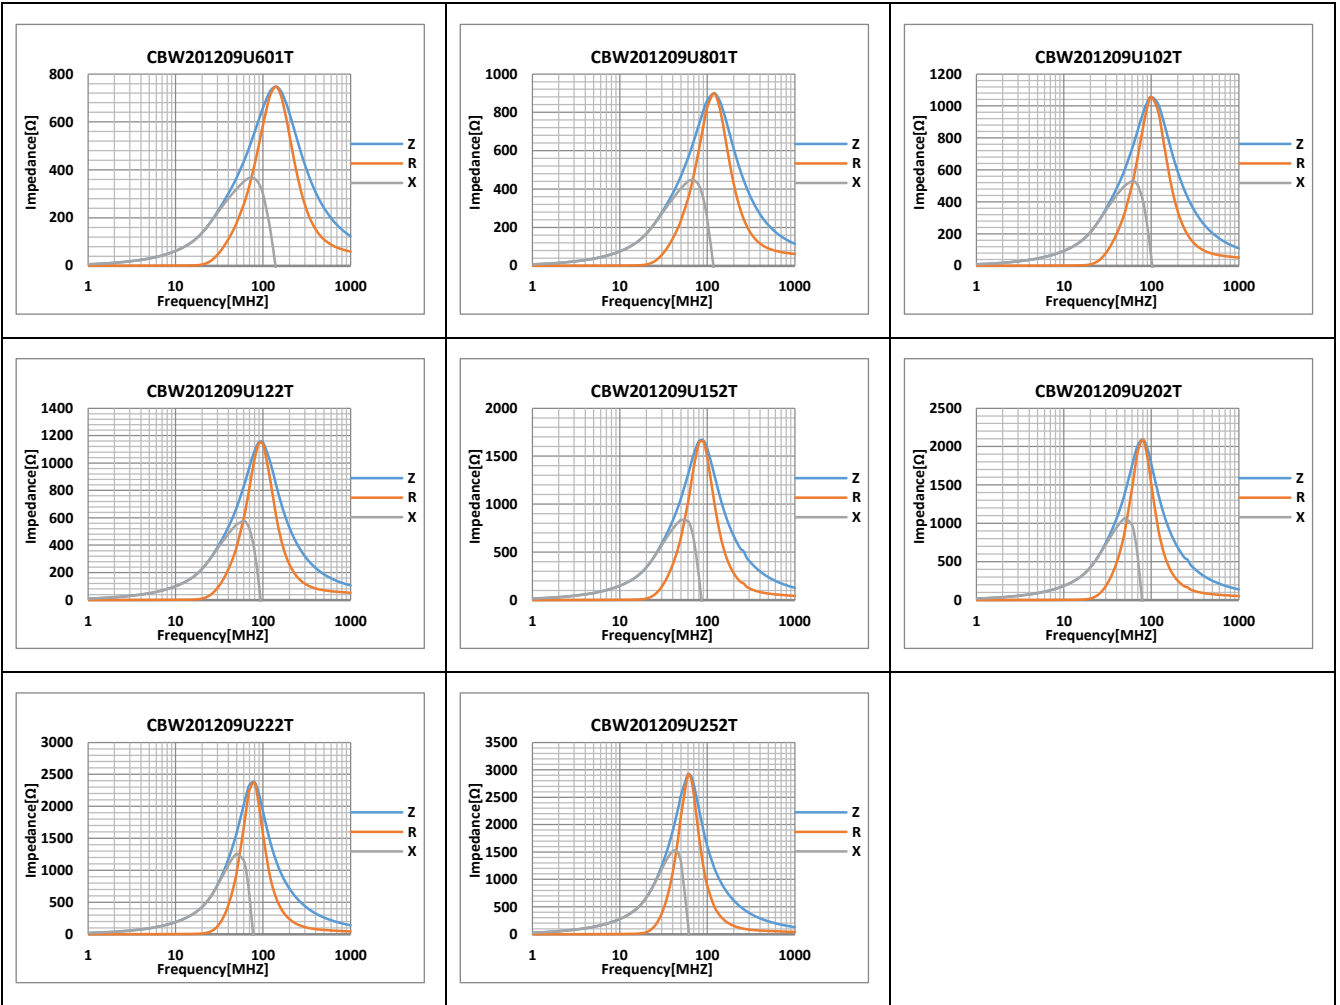 CBW201209U601T
800
600
400
200
0
Impedance[Ω]
1 10 100 1000
Frequency[MHZ]
Z
R
X
CBW201209U801T
1000
800
600
400
200
0
Impedance[Ω]
1 10 100 1000
Frequency[MHZ]
Z
R
X
CBW201209U102T
1200
1000
800
600
400
200
0
Impedance[Ω]
1 10 100 1000
Frequency[MHZ]
Z
R
X
CBW201209U122T
1400
1200
1000
800
600
400
200
0
Impedance[Ω]
1 10 100 1000
Frequency[MHZ]
Z
R
X
CBW201209U152T
2000
1500
1000
500
0
Impedance[Ω]
1 10 100 1000
Frequency[MHZ]
Z
R
X
CBW201209U202T
2500
2000
1500
1000
500
0
Impedance[Ω]
1 10 100 1000
Frequency[MHZ]
Z
R
X
CBW201209U222T
3000
2500
2000
1500
1000
500
0
Impedance[Ω]
1 10 100 1000
Frequency[MHZ]
Z
R
X
CBW201209U252T
3500
3000
2500
2000
1500
1000
500
0
Impedance[Ω]
1 10 100 1000
Frequency[MHZ]
Z
R
X